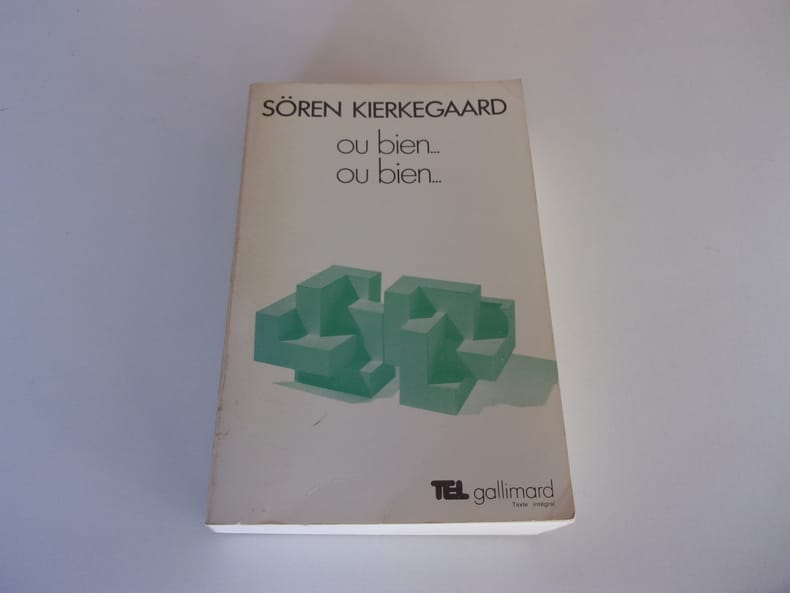 SÖREN KIERKEGAARD
ou bien...
ou bien...
TEL gallimard
Texte intégral